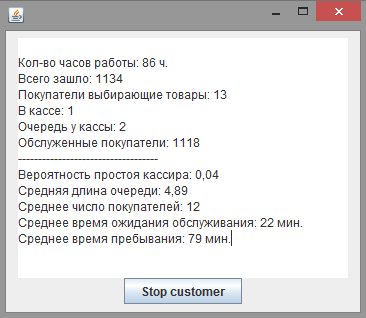 Кол-во часов работы: 86 ч.
Всего зашло: 1134
Покупатели выбирающие товары: 13
В кассе: 1
Очередь у кассы: 2
Обслуженные покупатели: 1118
-----------------------------------
Вероятность простоя кассира: 0,04
Средняя длина очереди: 4,89
Среднее число покупателей: 12
Среднее время ожидания обслуживания: 22 мин.
Среднее время пребывания: 79 мин.
Stop customer